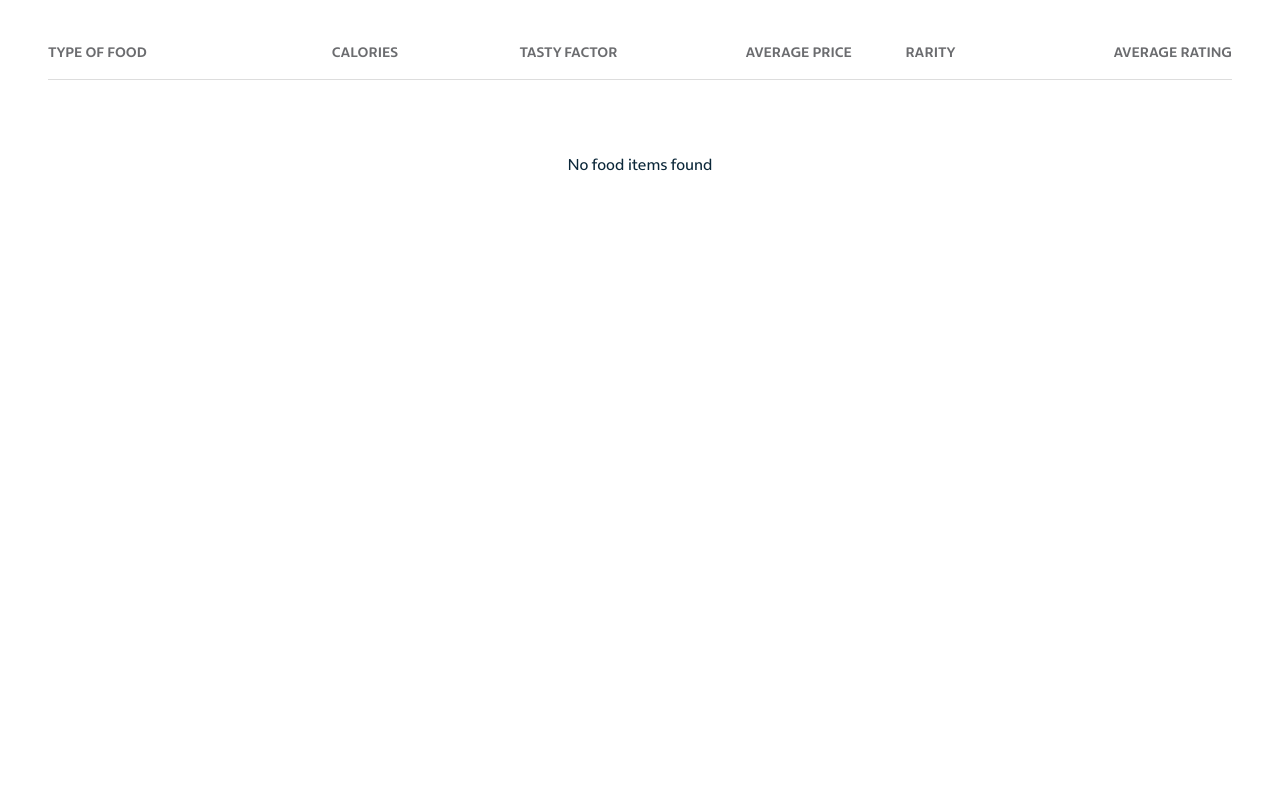 TYPE OF FOOD CALORIES TASTY FACTOR AVERAGE PRICE RARITY AVERAGE RATING
No food items found